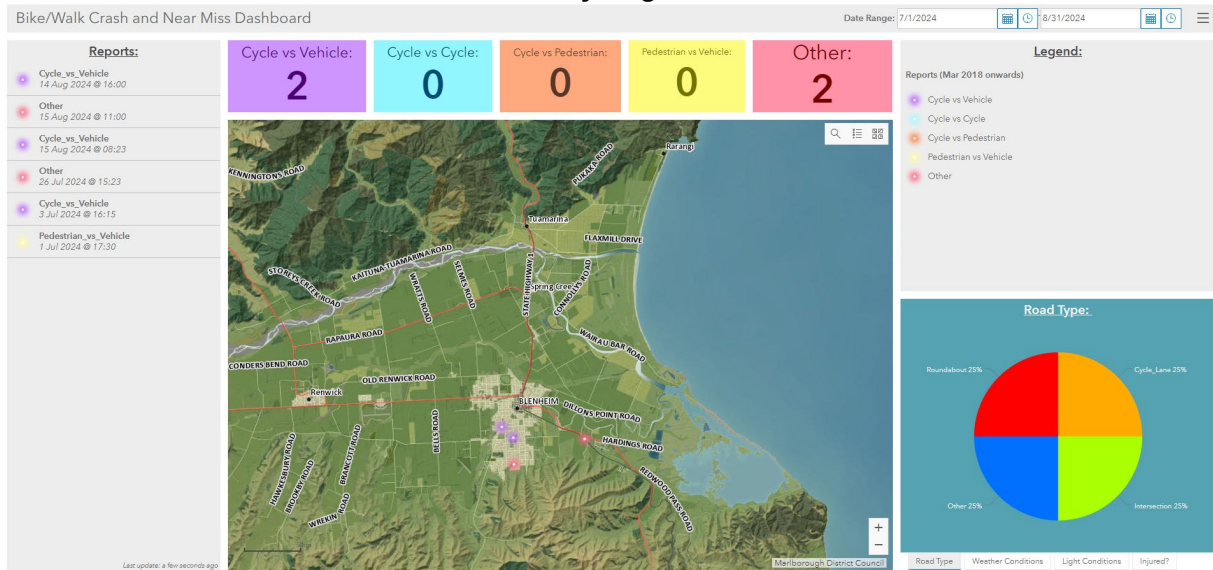 Bike/Walk Crash and Near Miss Dashboard
Date Range: 7/1/2024 - 8/31/2024
Reports:
Cycle_vs_Vehicle
14 Aug 2024 @ 16:00
Other
15 Aug 2024 @ 11:00
Cycle_vs_Vehicle
15 Aug 2024 @ 08:23
Other
26 Jul 2024 @ 15:23
Cycle_vs_Vehicle
3 Jul 2024 @ 16:15
Pedestrian_vs_Vehicle
1 Jul 2024 @ 17:30
Last update: a few seconds ago
Cycle vs Vehicle:
2
Cycle vs Cycle:
0
Cycle vs Pedestrian:
0
Pedestrian vs Vehicle:
0
Other:
2
KENNINGTONS ROAD
PUKAKA ROAD
Rarangi
Tuamarina
FLAXMILL DRIVE
KAITUNA-TUAMARINA ROAD
STOREYS CREEK ROAD
WRATTS ROAD
SELMES ROAD
STATE HIGHWAY 1
Spring Creek
CONNOLLYS ROAD
RAPAURA ROAD
WAIRAU BAR ROAD
CONDERS BEND ROAD
OLD RENWICK ROAD
Renwick
BLENHEIM
DILLONS POINT ROAD
BELLS ROAD
HARDINGS ROAD
HAWKESBURY ROAD
BROOKBY ROAD
BRANCOTT ROAD
WREKIN ROAD
REDWOOD PASS ROAD
+
−
Marlborough District Council
Legend:
Reports (Mar 2018 onwards)
Cycle vs Vehicle
Cycle vs Cycle
Cycle vs Pedestrian
Pedestrian vs Vehicle
Other
Road Type:
Roundabout 25%
Cycle_Lane 25%
Other 25%
Intersection 25%
Road Type
Weather Conditions
Light Conditions
Injured?